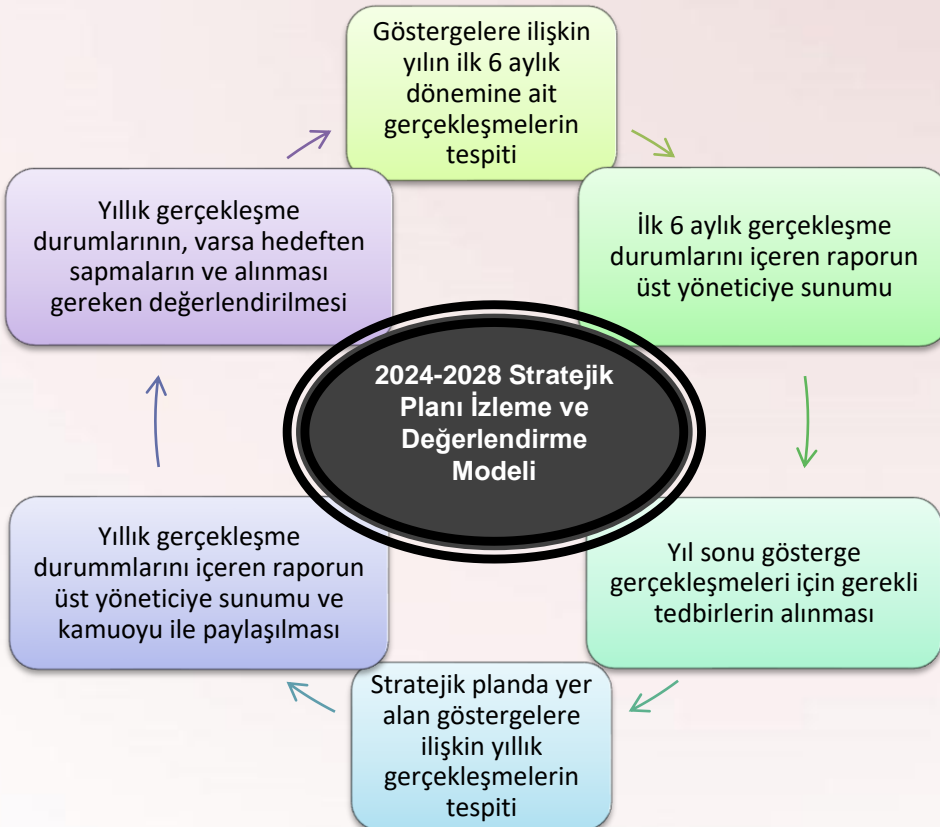 Göstergelere ilişkin
yılın ilk 6 aylık
dönemine ait
gerçekleşmelerin
tespiti
İlk 6 aylık gerçekleşme
durumlarını içeren raporun
üst yöneticiye sunumu
Yıl sonu gösterge
gerçekleşmeleri için gerekli
tedbirlerin alınması
Stratejik planda yer
alan göstergelere
ilişkin yıllık
gerçekleşmelerin
tespiti
Yıllık gerçekleşme
durummlarını içeren raporun
üst yöneticiye sunumu ve
kamuoyu ile paylaşılması
Yıllık gerçekleşme
durumlarının, varsa hedeften
sapmaların ve alınması
gereken değerlendirilmesi
2024-2028 Stratejik
Planı İzleme ve
Değerlendirme
Modeli